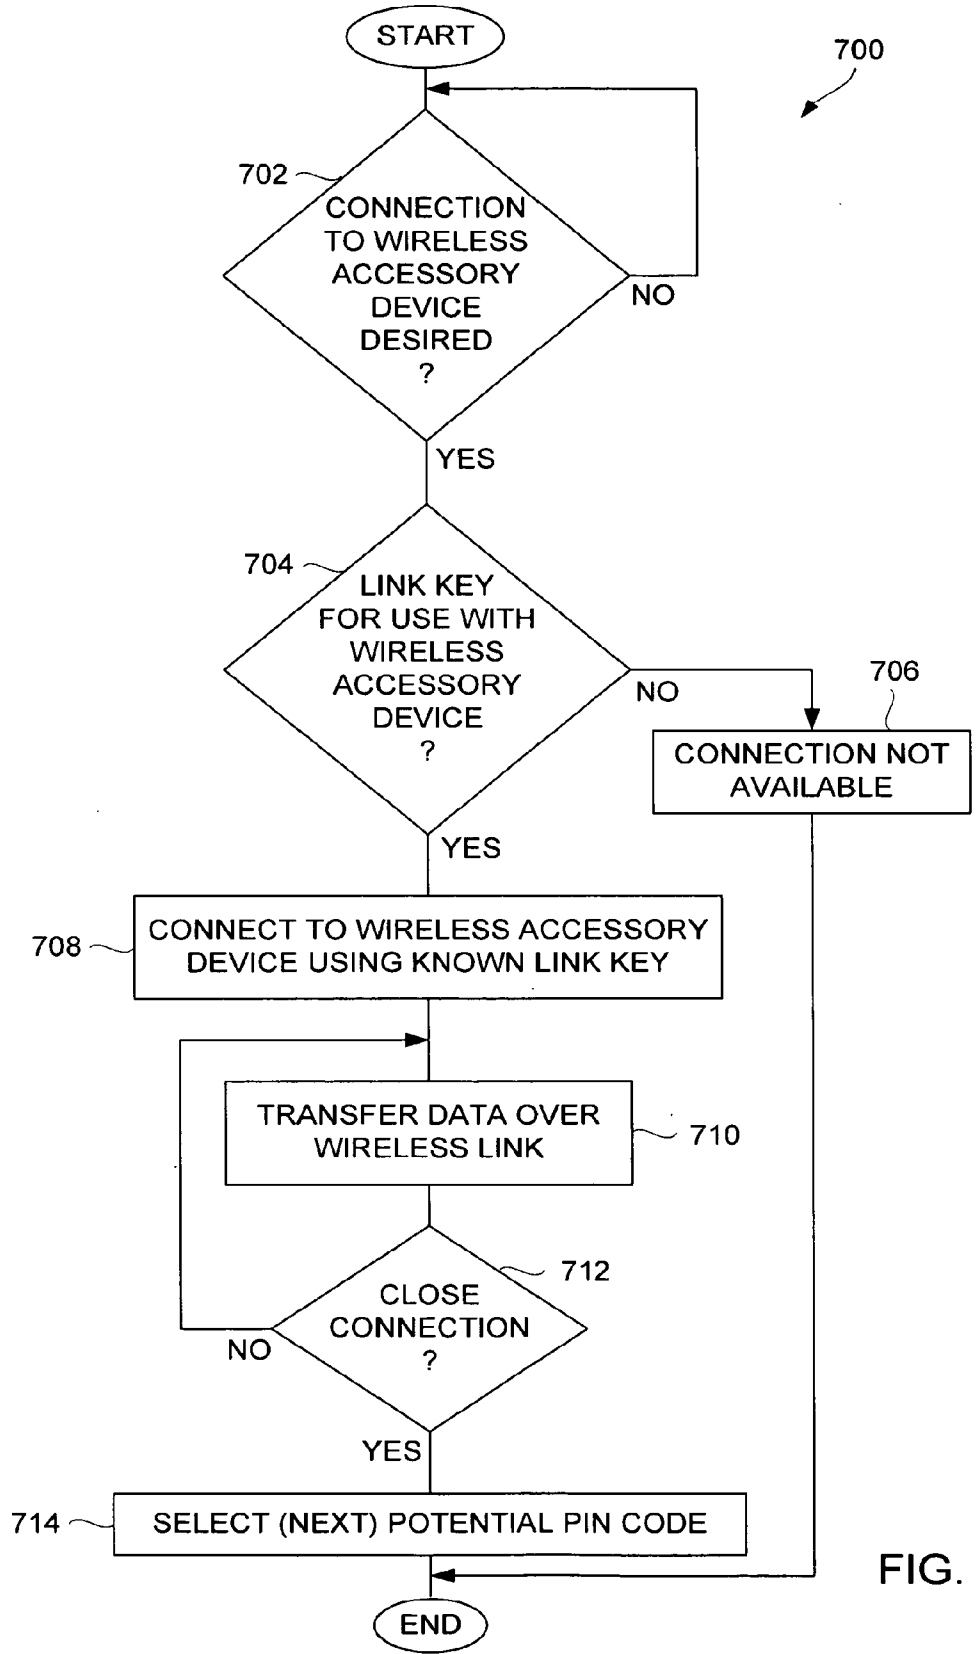 START
700
702
CONNECTION
TO WIRELESS
ACCESSORY
DEVICE
DESIRED
?
NO
YES
704
LINK KEY
FOR USE WITH
WIRELESS
ACCESSORY
DEVICE
?
NO
706
CONNECTION NOT
AVAILABLE
YES
708
CONNECT TO WIRELESS ACCESSORY
DEVICE USING KNOWN LINK KEY
TRANSFER DATA OVER
WIRELESS LINK
710
712
CLOSE
CONNECTION
?
NO
YES
714
SELECT (NEXT) POTENTIAL PIN CODE
FIG.
END